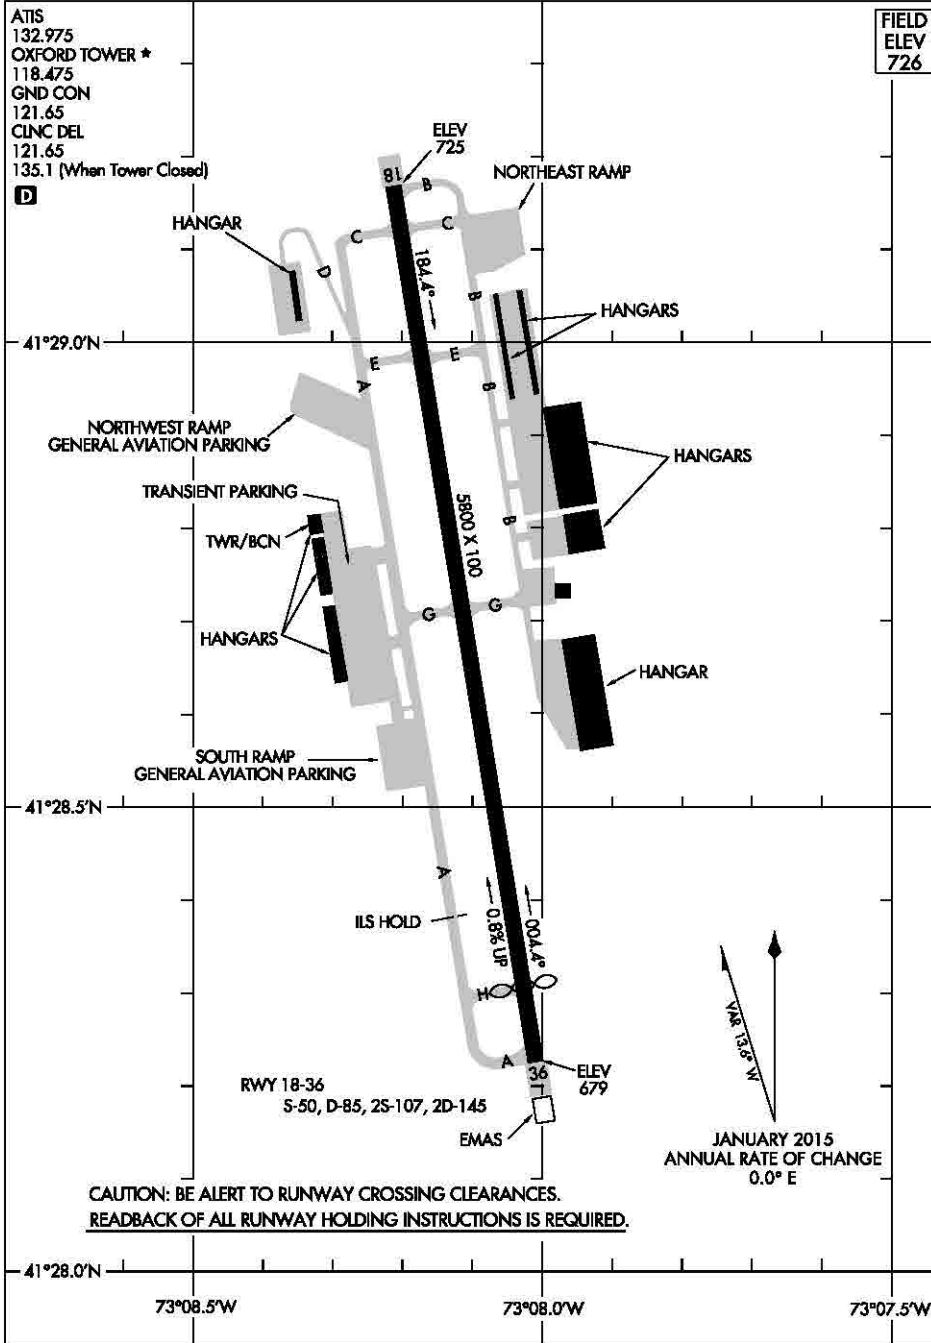 ATIS
132.975
OXFORD TOWER ★
118.475
GND CON
121.65
CLNC DEL
121.65
135.1 (When Tower Closed)
D
FIELD
ELEV
726
ELEV
725
18
B
NORTHEAST RAMP
HANGAR
C
C
D
184.4°
B
HANGARS
41°29.0'N
E
E
A
B
NORTHWEST RAMP
GENERAL AVIATION PARKING
HANGARS
TRANSIENT PARKING
5800 X 100
B
TWR/BCN
G
G
HANGARS
HANGAR
SOUTH RAMP
GENERAL AVIATION PARKING
41°28.5'N
A
ILS HOLD
0.8% UP
004.4°
VAR 13.6° W
H
A
36
ELEV
679
RWY 18-36
S-50, D-85, 2S-107, 2D-145
EMAS
JANUARY 2015
ANNUAL RATE OF CHANGE
0.0° E
CAUTION: BE ALERT TO RUNWAY CROSSING CLEARANCES.
READBACK OF ALL RUNWAY HOLDING INSTRUCTIONS IS REQUIRED.
41°28.0'N
73°08.5'W
73°08.0'W
73°07.5'W